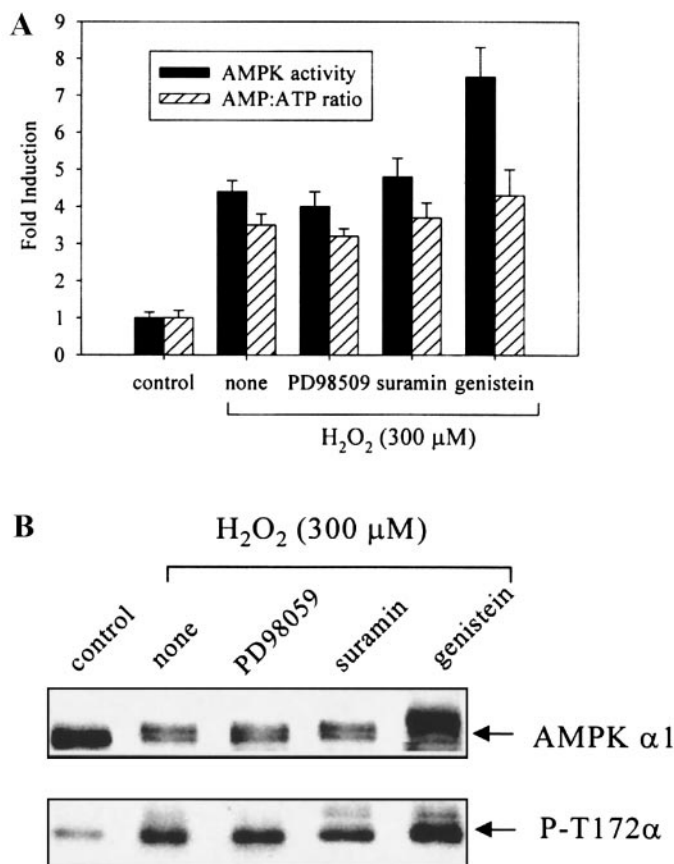 A
9
8
7
6
5
4
3
2
1
0
Fold Induction
AMPK activity
AMP:ATP ratio
control none PD98509 suramin genistein
H₂O₂ (300 μM)
B
H₂O₂ (300 μM)
control none PD98059 suramin genistein
AMPK α1
P-T172α